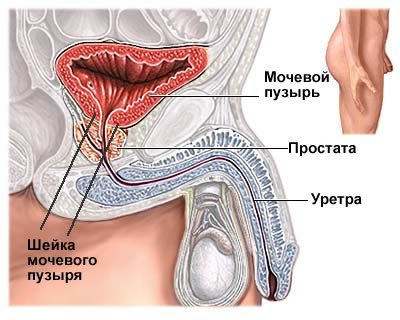 Мочевой
пузырь
Простата
Уретра
Шейка
мочевого
пузыря